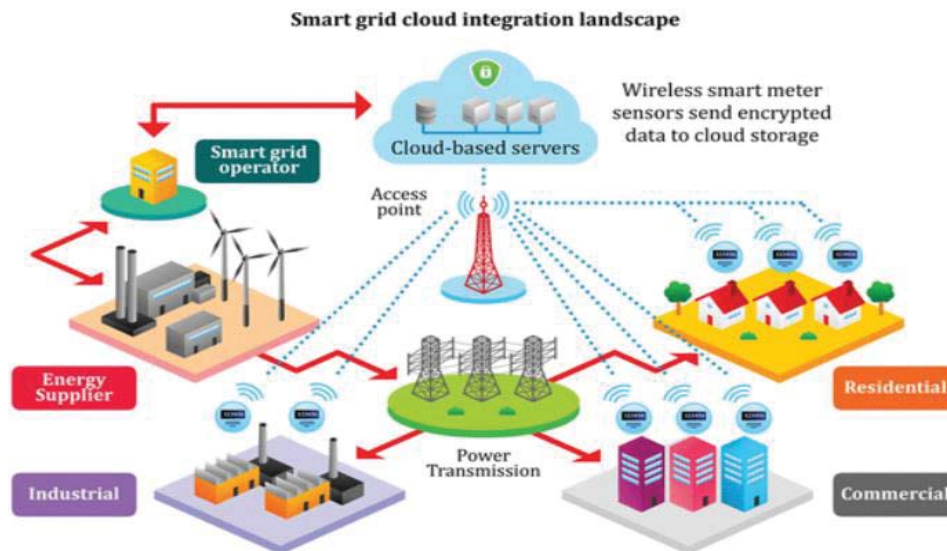 Smart grid cloud integration landscape
Wireless smart meter
sensors send encrypted
data to cloud storage
Cloud-based servers
Smart grid
operator
Access
point
Energy
Supplier
Residential
Power
Transmission
Industrial
Commercial